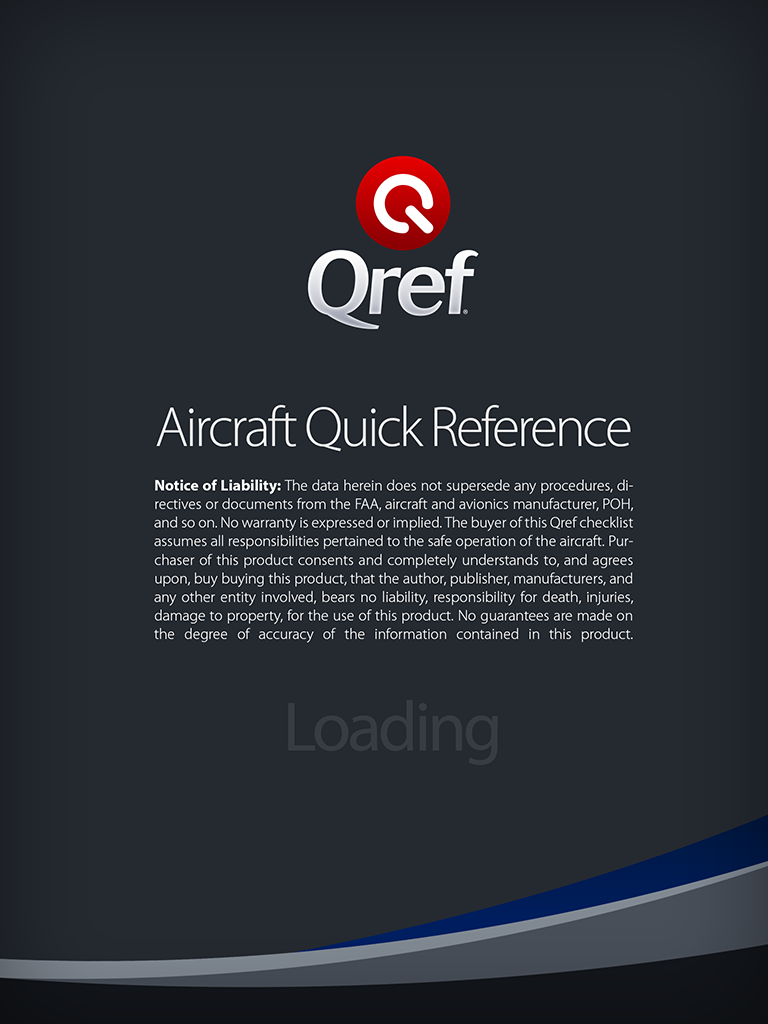 Qref®
Aircraft Quick Reference
Notice of Liability: The data herein does not supersede any procedures, di-
rectives or documents from the FAA, aircraft and avionics manufacturer, POH,
and so on. No warranty is expressed or implied. The buyer of this Qref checklist
assumes all responsibilities pertained to the safe operation of the aircraft. Pur-
chaser of this product consents and completely understands to, and agrees
upon, buy buying this product, that the author, publisher, manufacturers, and
any other entity involved, bears no liability, responsibility for death, injuries,
damage to property, for the use of this product. No guarantees are made on
the degree of accuracy of the information contained in this product.
Loading